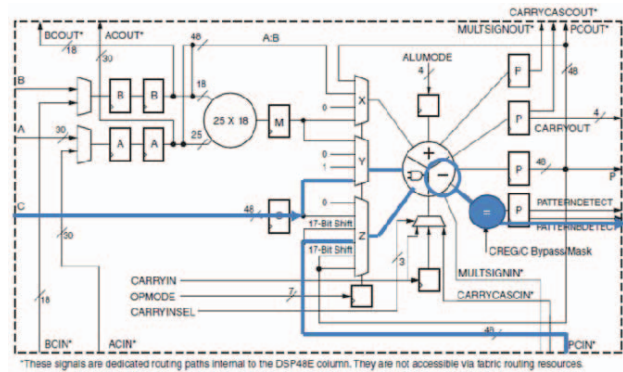 CARRYCASCOUT*
BCOUT* ACOUT* MULTSIGNOUT* PCOUT*
18 30 48 A:B
ALUMODE
4
B B B 18 X P 48
0
A 30 A A 25 25 X 18 M P 4
CARRYOUT
0
1 Y + P 48 P
C 48 C 0 − = P PATTERNDETECT
17-Bit Shift Z PATTERNBDETECT
17-Bit Shift CREG/C Bypass/Mask
30 3
CARRYIN MULTSIGNIN*
OPMODE 7
CARRYINSEL CARRYCASCIN*
18
48
BCIN* ACIN* PCIN*
*These signals are dedicated routing paths internal to the DSP48E column. They are not accessible via fabric routing resources.